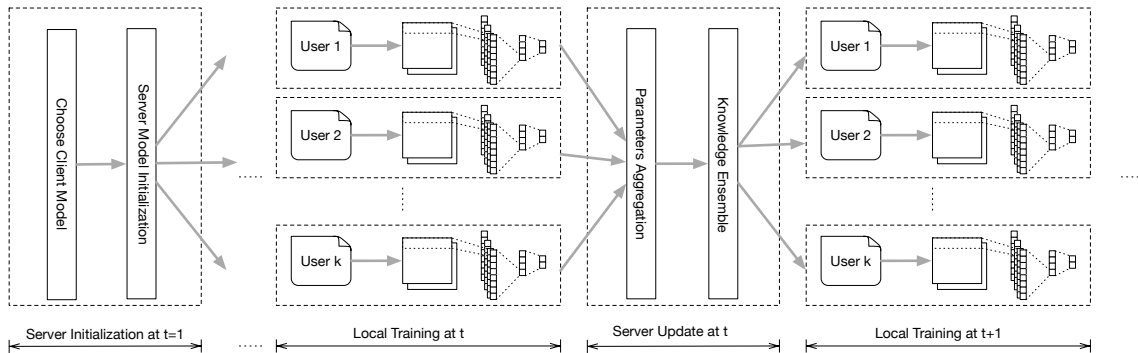 Choose Client Model
Server Model Initialization
.....
User 1
User 2
User k
Parameters Aggregation
Knowledge Ensemble
User 1
User 2
User k
.....
Server Initialization at t=1
.....
Local Training at t
Server Update at t
Local Training at t+1